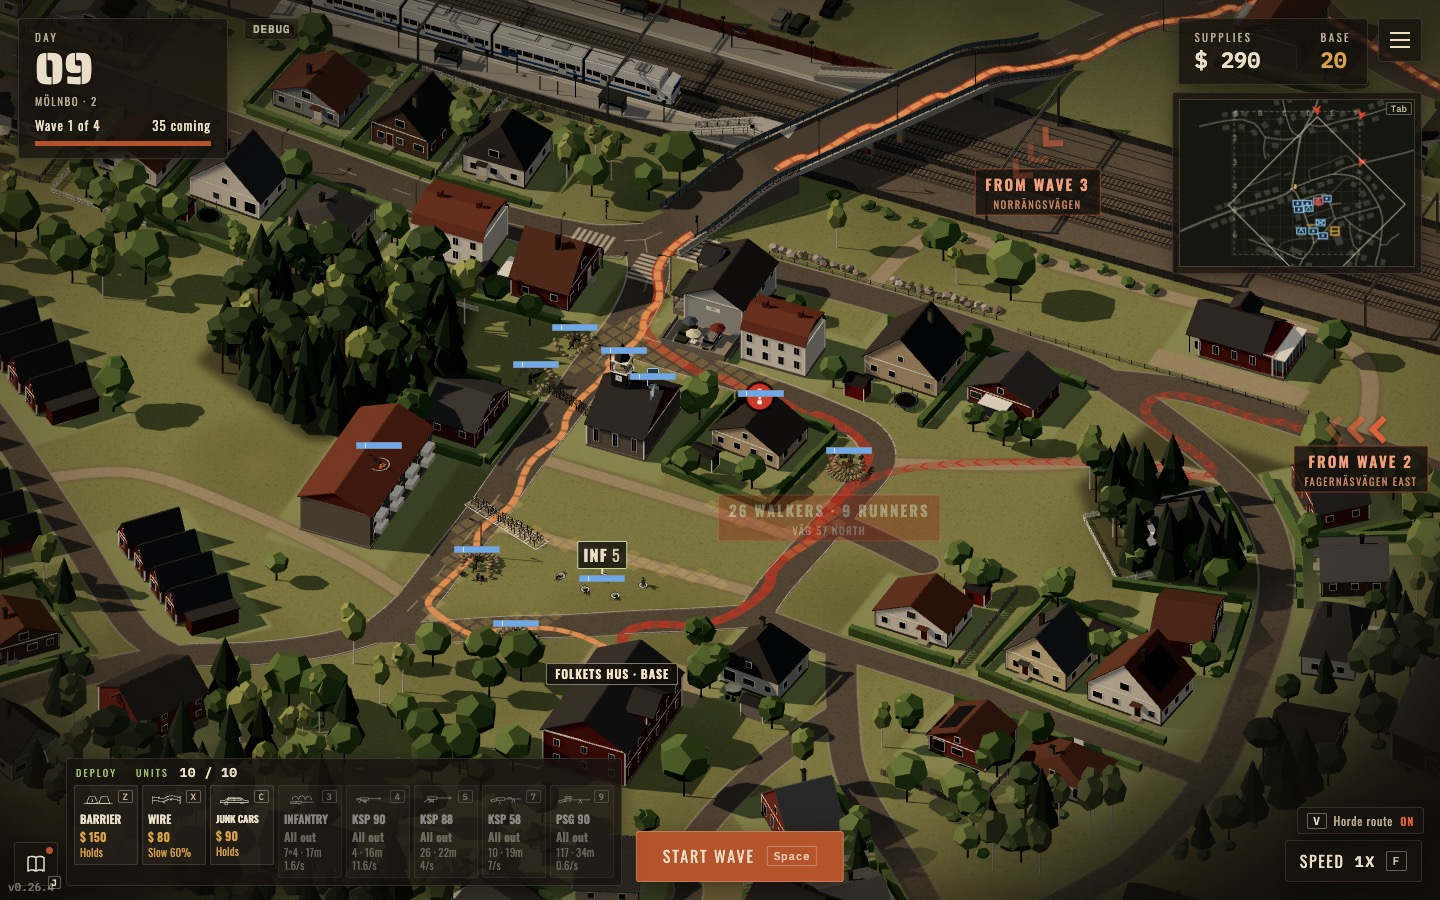 DAY
09
MÖLNBO · 2
Wave 1 of 4
35 coming
DEBUG
SUPPLIES
$ 290
BASE
20
Tab
FROM WAVE 3
NORRÄNGSVÄGEN
FROM WAVE 2
FAGERNÄSVÄGEN EAST
26 WALKERS · 9 RUNNERS
VÄG 57 NORTH
INF 5
FOLKETS HUS · BASE
DEPLOY UNITS 10 / 10
Z
BARRIER
$ 150
Holds
X
WIRE
$ 80
Slow 60%
C
JUNK CARS
$ 90
Holds
3
INFANTRY
All out
7×4 · 17m
1.6/s
4
KSP 90
All out
4 · 16m
11.6/s
5
KSP 88
All out
26 · 22m
4/s
7
KSP 58
All out
10 · 19m
7/s
9
PSG 90
All out
117 · 34m
0.6/s
START WAVE Space
V Horde route ON
SPEED 1X F
J
v0.26.4